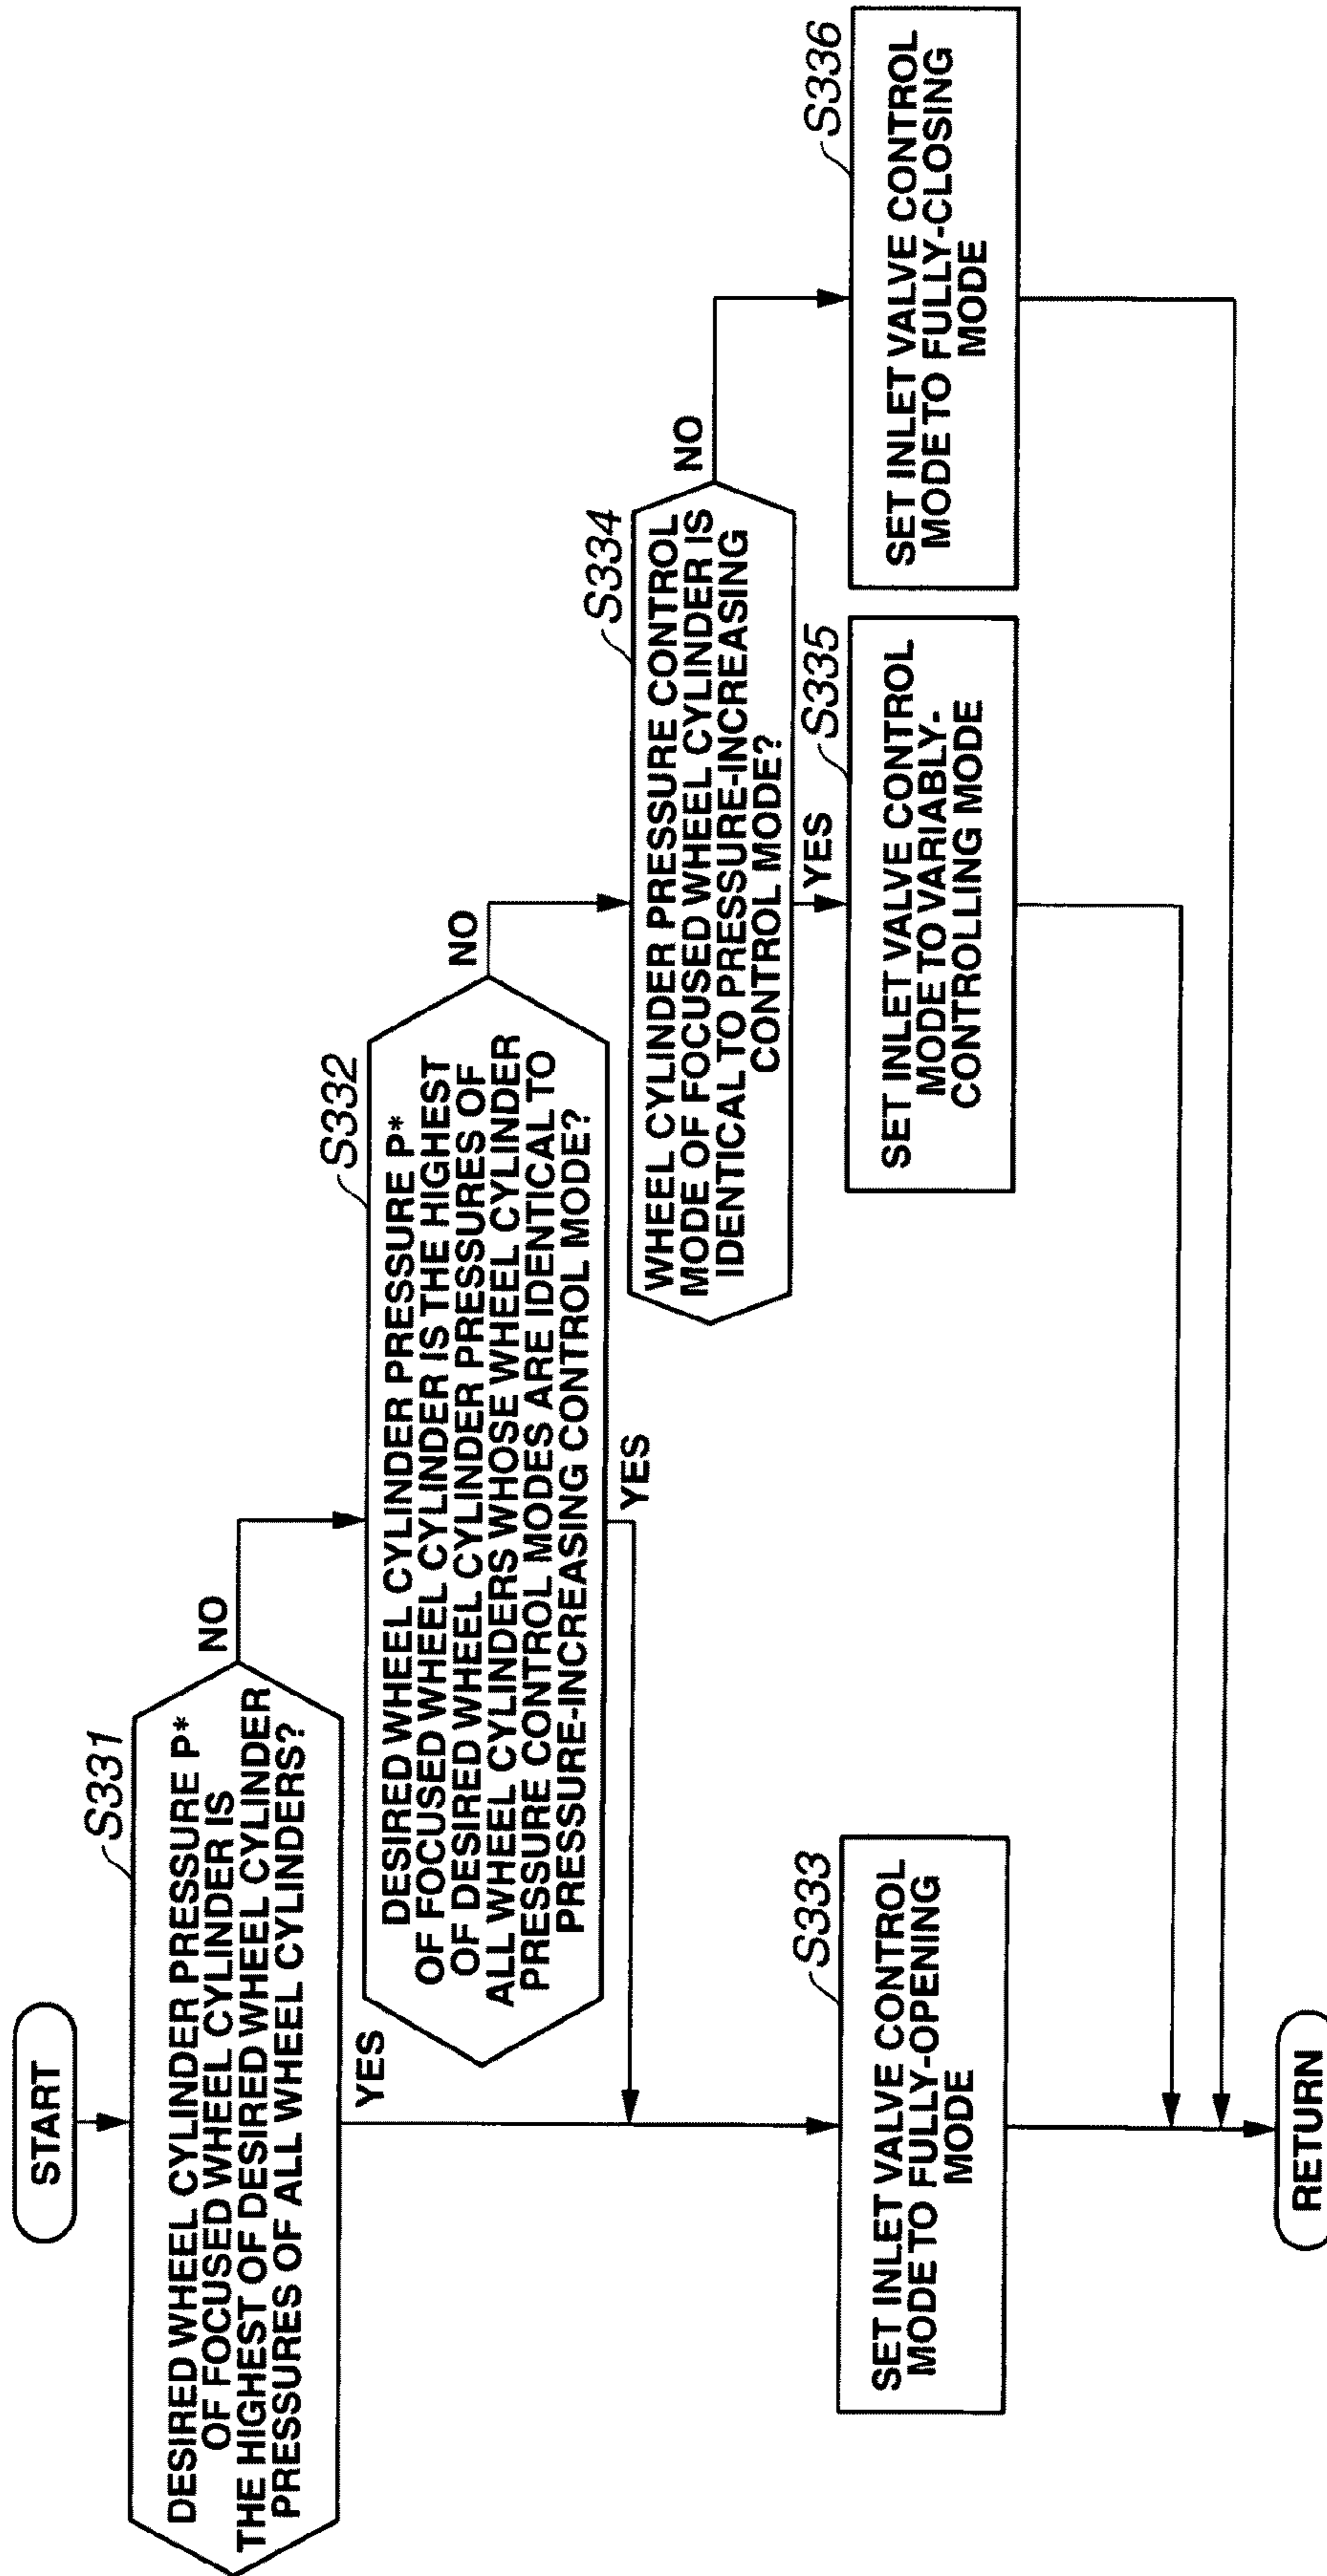 START
S331
DESIRED WHEEL CYLINDER PRESSURE P*
OF FOCUSED WHEEL CYLINDER IS
THE HIGHEST OF DESIRED WHEEL CYLINDER
PRESSURES OF ALL WHEEL CYLINDERS?
NO
YES
S332
DESIRED WHEEL CYLINDER PRESSURE P*
OF FOCUSED WHEEL CYLINDER IS THE HIGHEST
OF DESIRED WHEEL CYLINDER PRESSURES OF
ALL WHEEL CYLINDERS WHOSE WHEEL CYLINDER
PRESSURE CONTROL MODES ARE IDENTICAL TO
PRESSURE-INCREASING CONTROL MODE?
NO
YES
S334
WHEEL CYLINDER PRESSURE CONTROL
MODE OF FOCUSED WHEEL CYLINDER IS
IDENTICAL TO PRESSURE-INCREASING
CONTROL MODE?
NO
YES
S333
SET INLET VALVE CONTROL
MODE TO FULLY-OPENING
MODE
S335
SET INLET VALVE CONTROL
MODE TO VARIABLY-
CONTROLLING MODE
S336
SET INLET VALVE CONTROL
MODE TO FULLY-CLOSING
MODE
RETURN